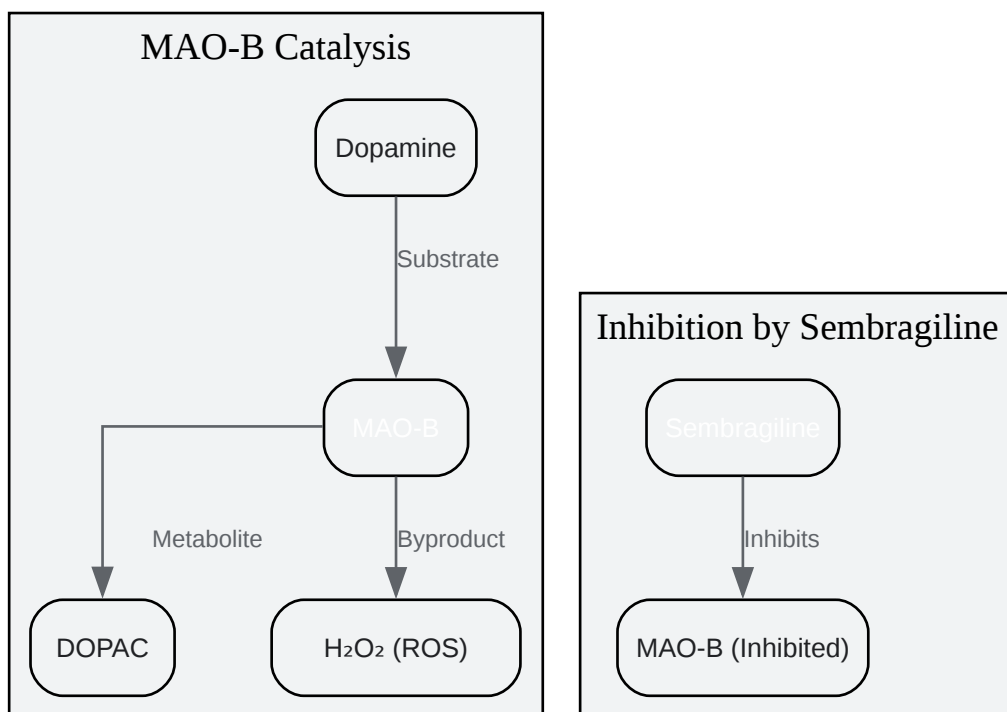 MAO-B Catalysis
Dopamine
Substrate
MAO-B
Metabolite
Byproduct
DOPAC
H₂O₂ (ROS)
Inhibition by Sembragiline
Sembragiline
Inhibits
MAO-B (Inhibited)